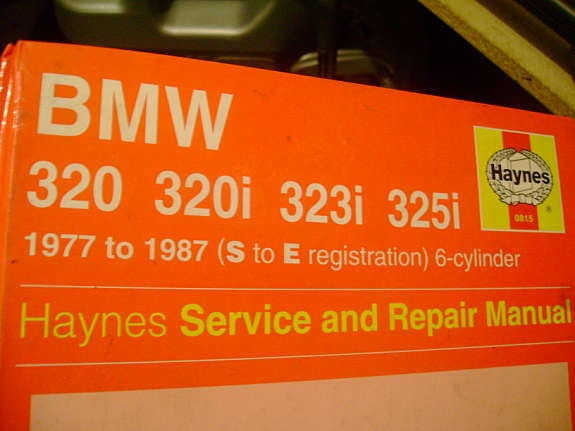 BMW
320 320i 323i 325i
Haynes
0815
®
1977 to 1987 (S to E registration) 6-cylinder
Haynes Service and Repair Manual